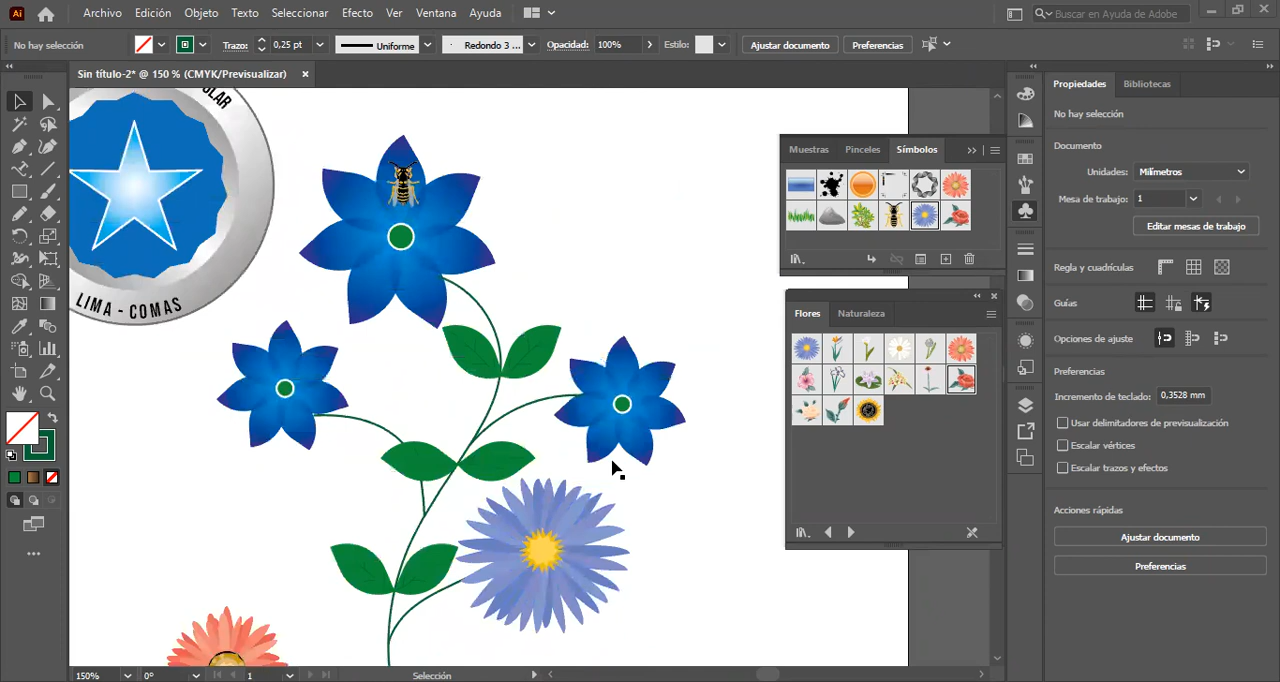 Ai Archivo Edición Objeto Texto Seleccionar Efecto Ver Ventana Ayuda Buscar en Ayuda de Adobe
No hay selección Trazo: 0,25 pt Uniforme Redondo 3 ... Opacidad: 100% Estilo: Ajustar documento Preferencias
Sin título-2* @ 150 % (CMYK/Previsualizar)
Propiedades Bibliotecas
No hay selección
Documento
Unidades: Milímetros
Mesa de trabajo: 1
Editar mesas de trabajo
Regla y cuadrículas
Guías
Opciones de ajuste
Preferencias
Incremento de teclado: 0,3528 mm
Usar delimitadores de previsualización
Escalar vértices
Escalar trazos y efectos
Acciones rápidas
Ajustar documento
Preferencias
Muestras Pinceles Símbolos
Flores Naturaleza
LIMA - COMAS
150% 0° 1 Selección